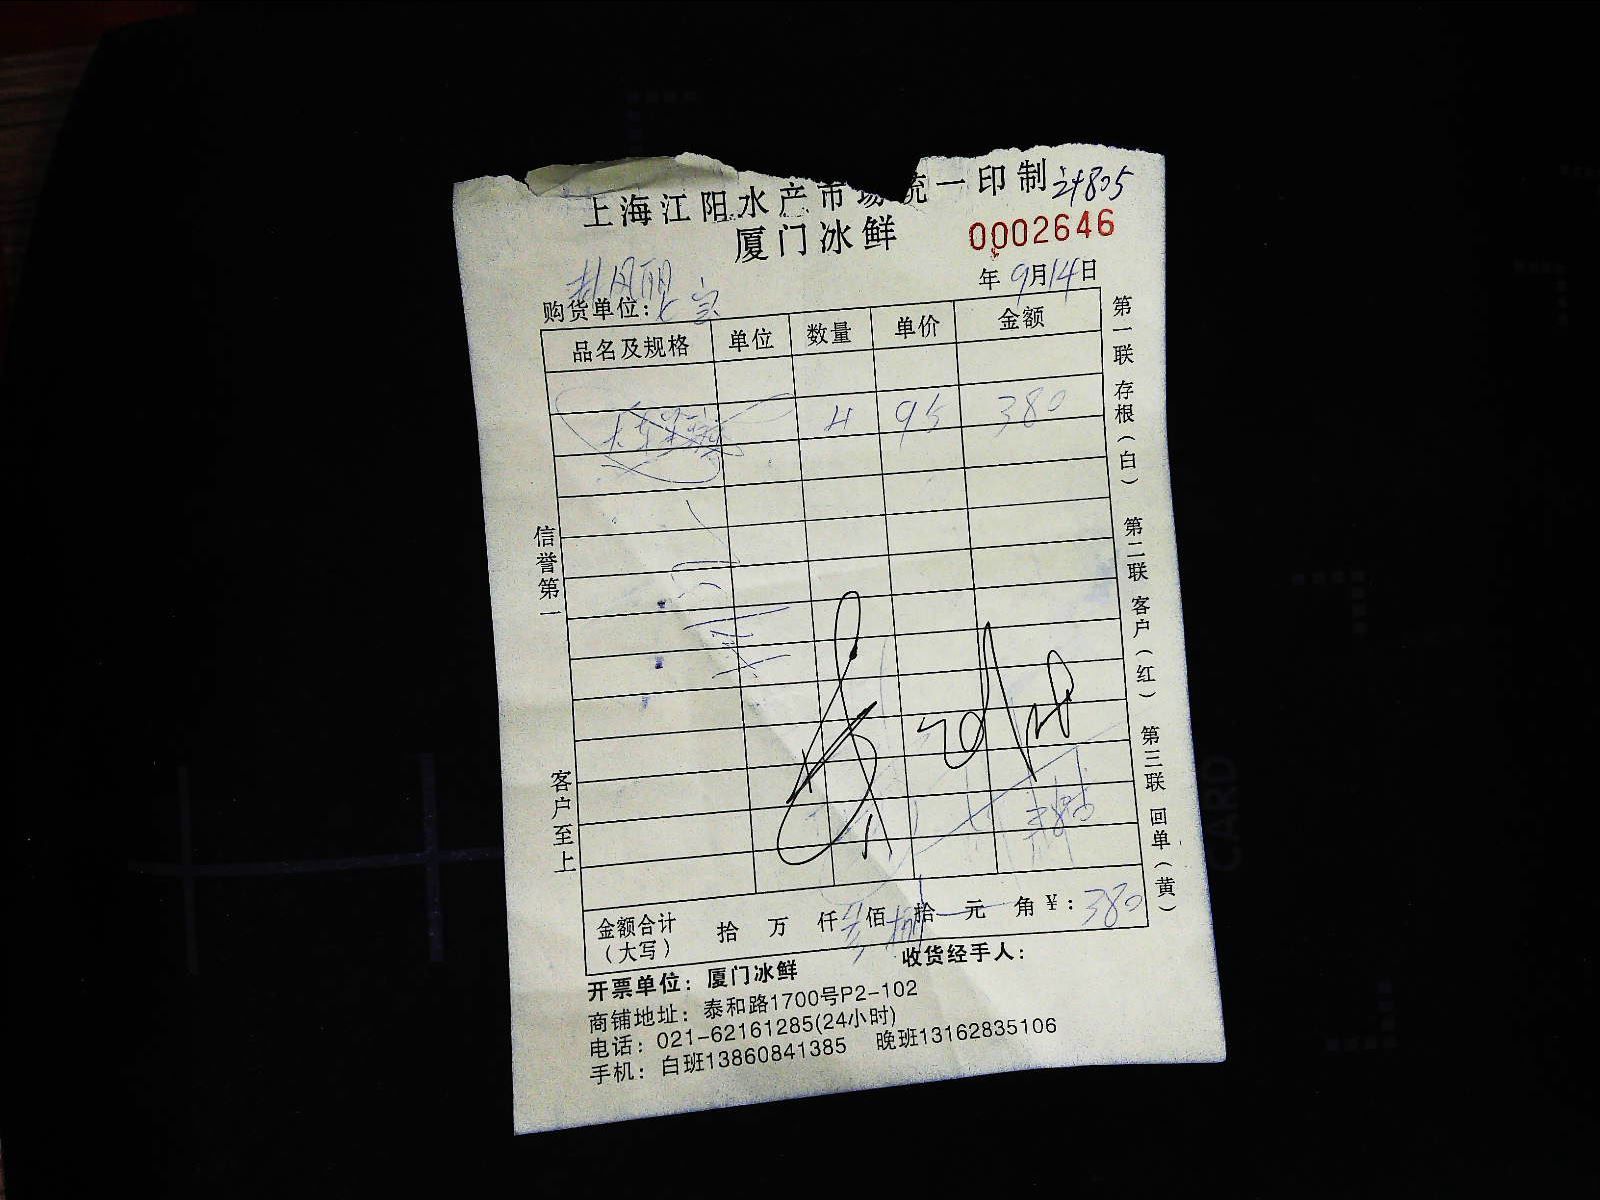 上海江阳水产市场统一印制
厦门冰鲜
0002646
年9月14日
购货单位：七宝
品名及规格 单位 数量 单价 金额
4 95 380
信誉第一
客户至上
第一联 存根（白）
第二联 客户（红）
第三联 回单（黄）
金额合计（大写） 拾 万 仟 佰 拾 元 角 ¥：380
开票单位：厦门冰鲜 收货经手人：
商铺地址：泰和路1700号P2-102
电话：021-62161285(24小时)
手机：白班13860841385 晚班13162835106